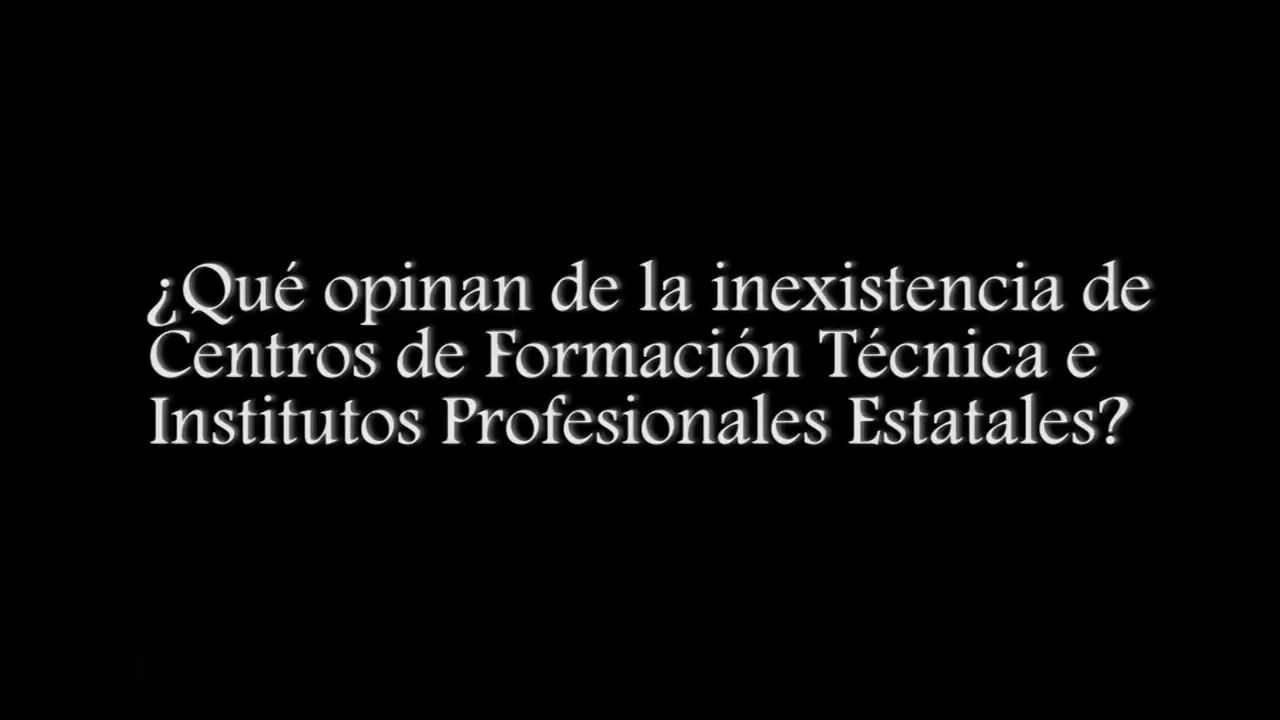 ¿Qué opinan de la inexistencia de
Centros de Formación Técnica e
Institutos Profesionales Estatales?